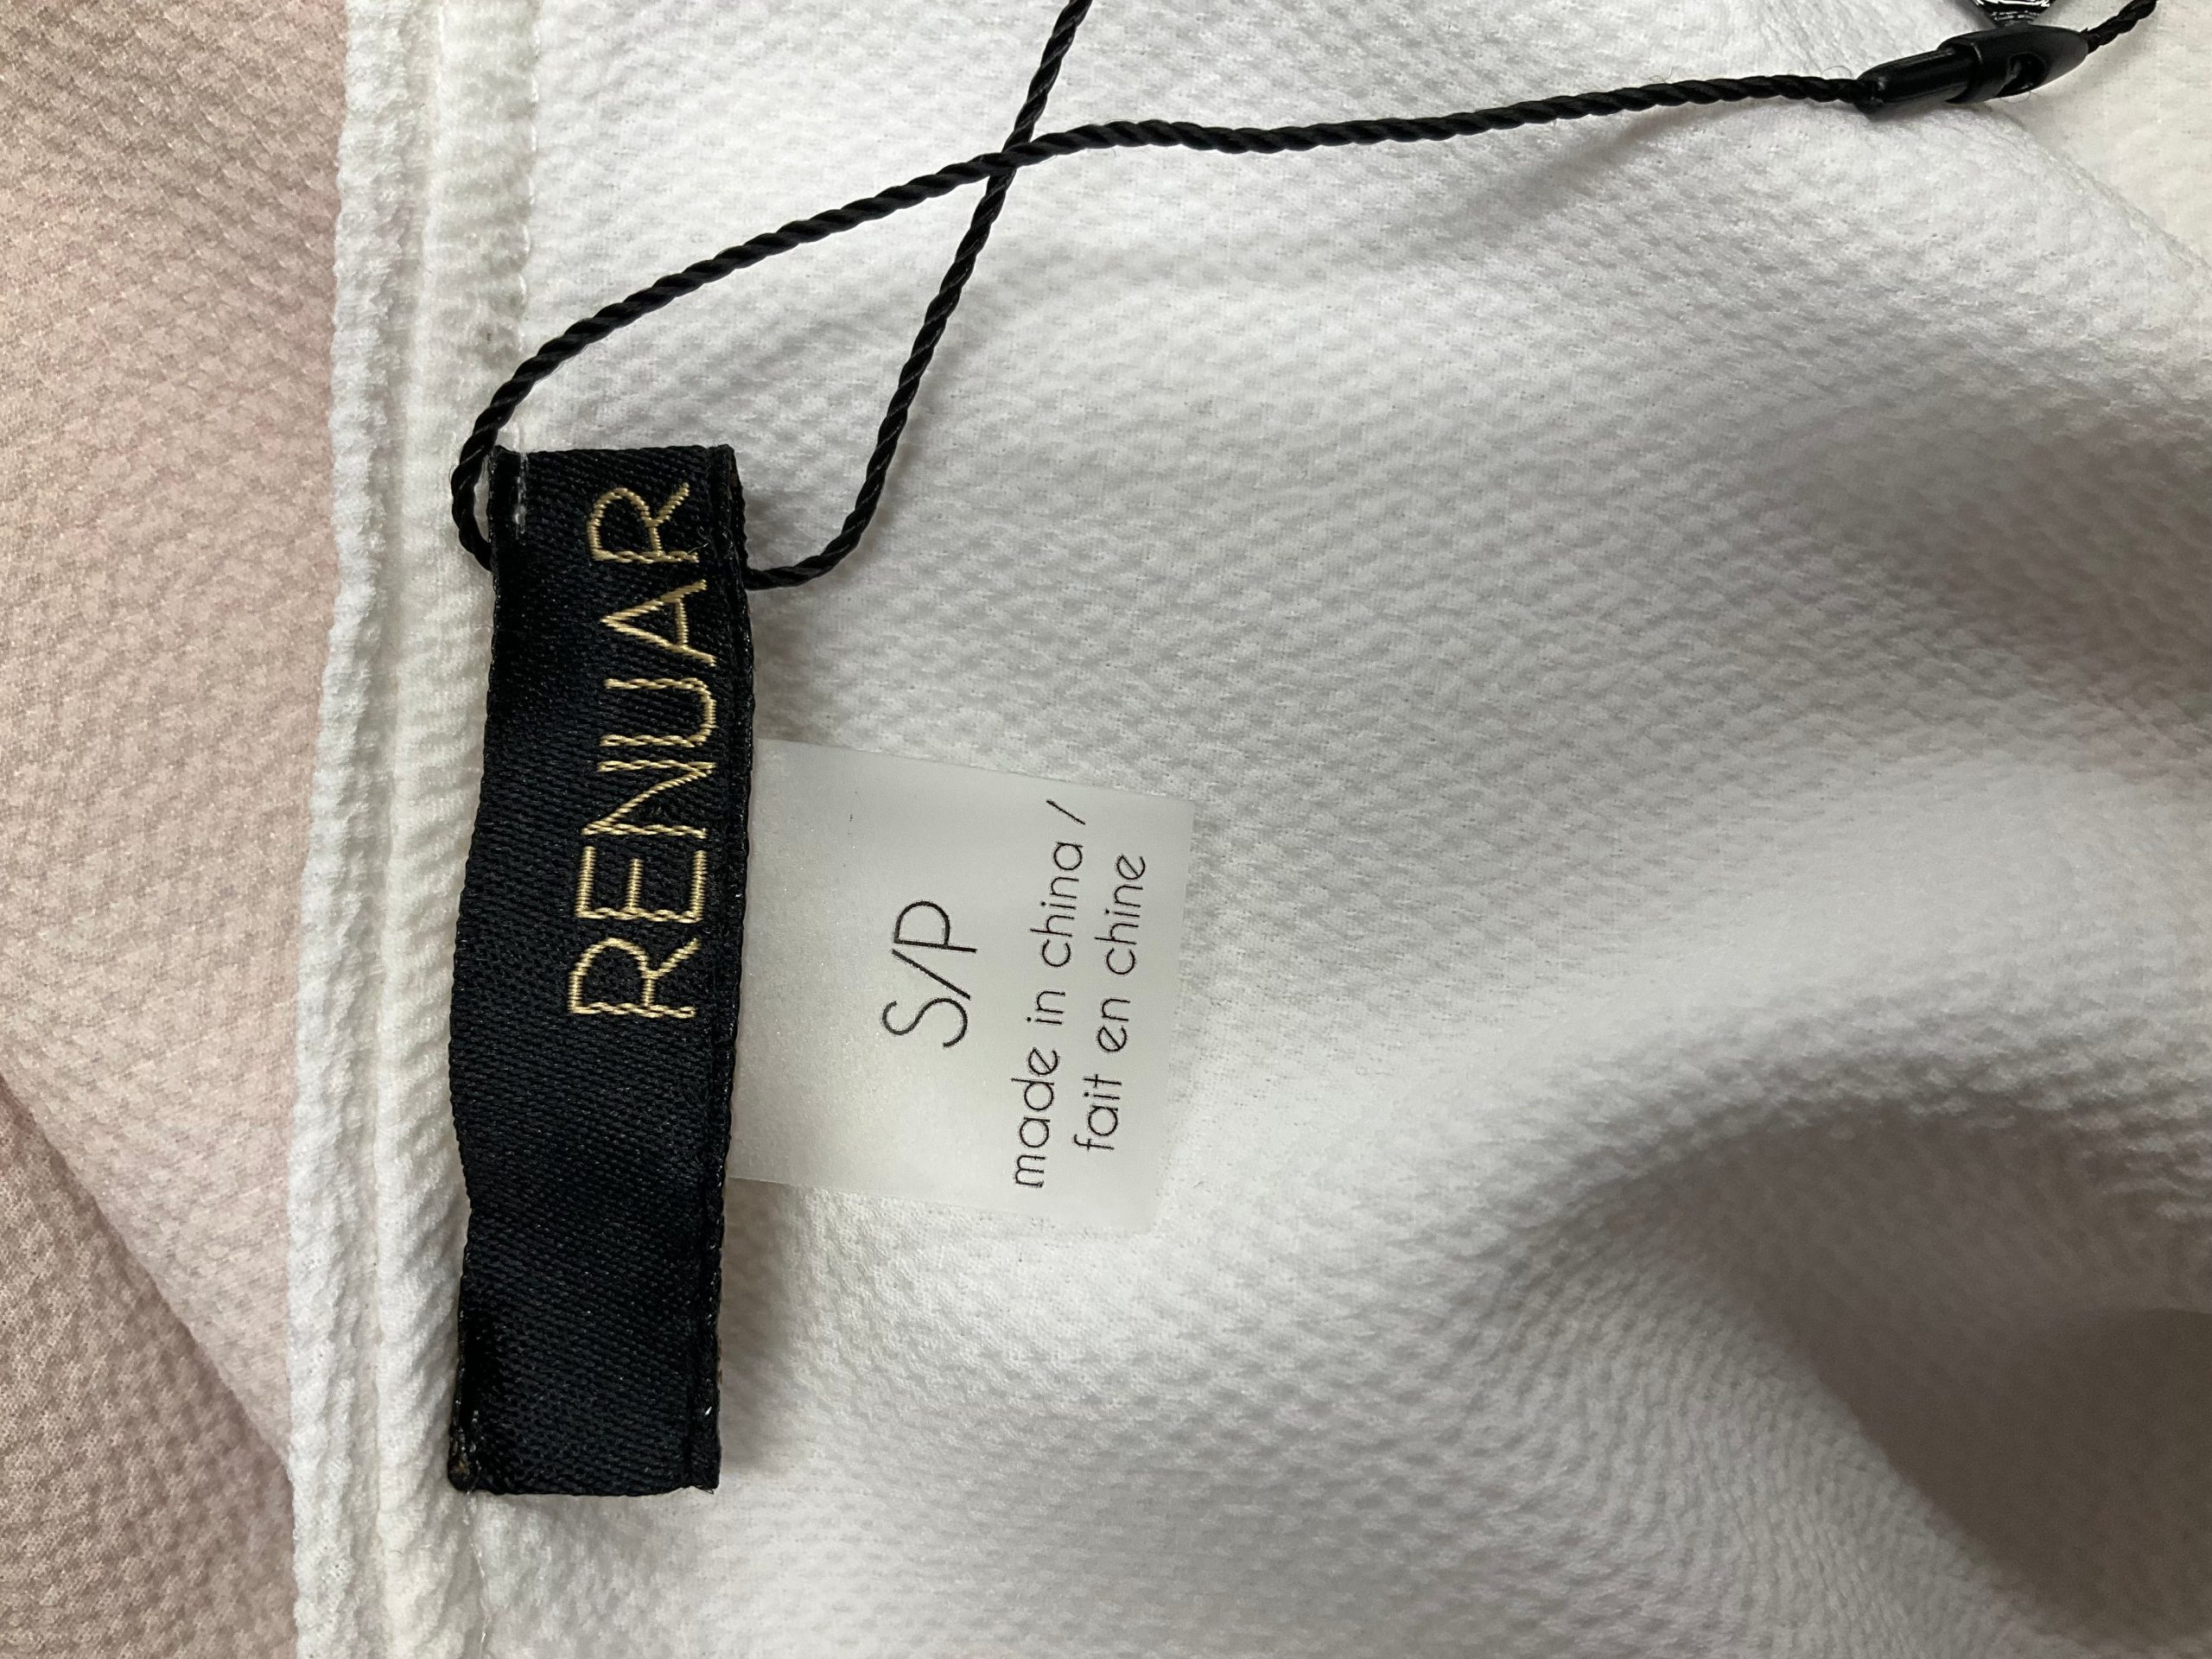 RENUAR
S/P
made in china /
fait en chine